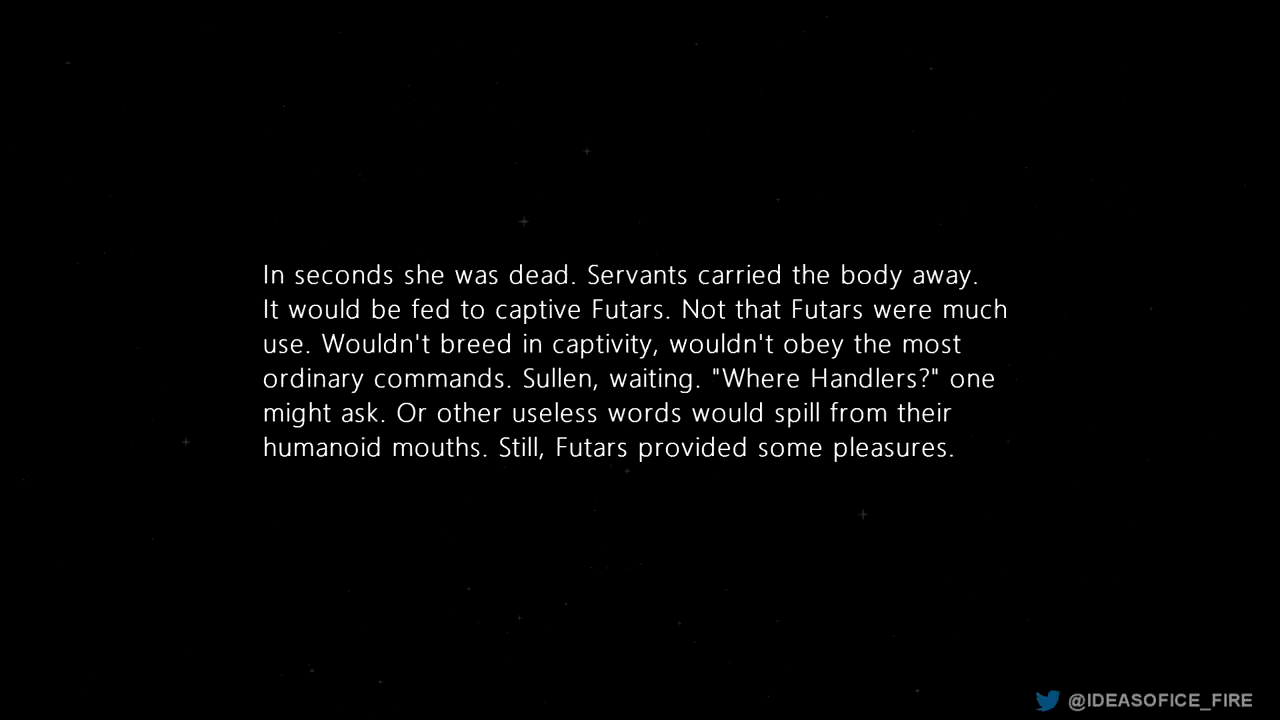 In seconds she was dead. Servants carried the body away.
It would be fed to captive Futars. Not that Futars were much
use. Wouldn't breed in captivity, wouldn't obey the most
ordinary commands. Sullen, waiting. "Where Handlers?" one
might ask. Or other useless words would spill from their
humanoid mouths. Still, Futars provided some pleasures.
@IDEASOFICE_FIRE